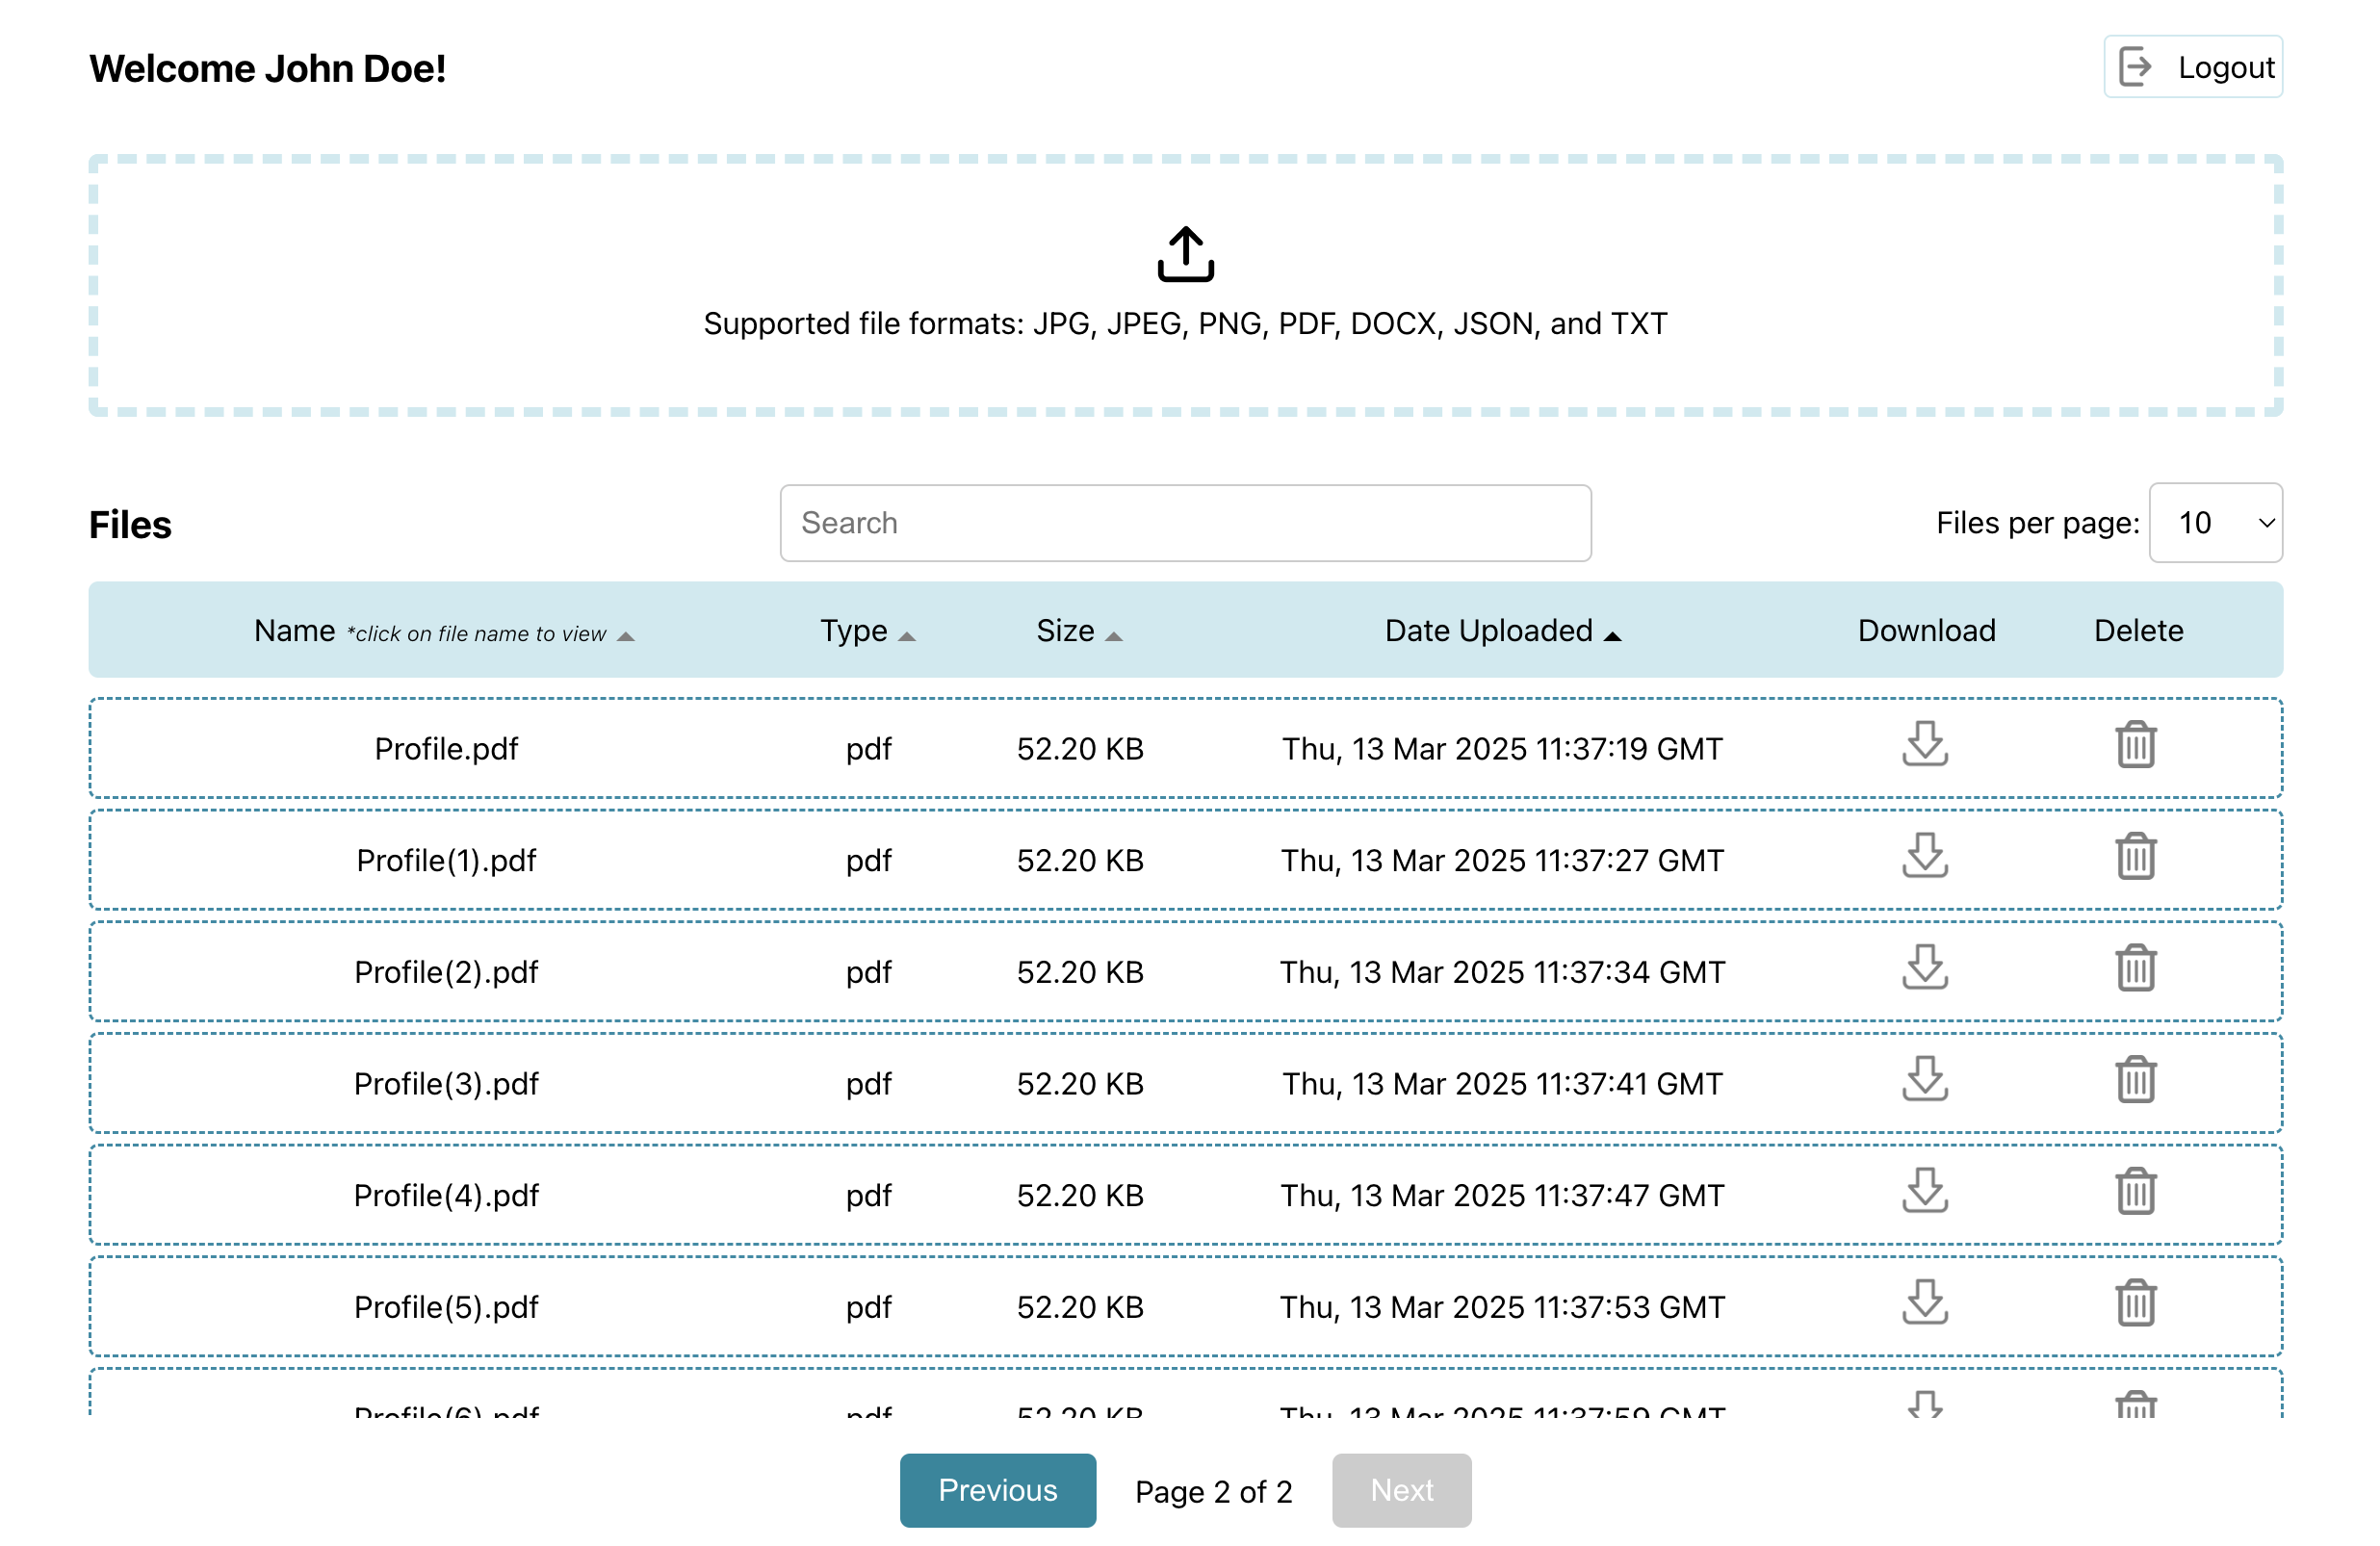 Welcome John Doe!
Logout
Supported file formats: JPG, JPEG, PNG, PDF, DOCX, JSON, and TXT
Files
Search
Files per page: 10
Name *click on file name to view Type Size Date Uploaded Download Delete
Profile.pdf pdf 52.20 KB Thu, 13 Mar 2025 11:37:19 GMT
Profile(1).pdf pdf 52.20 KB Thu, 13 Mar 2025 11:37:27 GMT
Profile(2).pdf pdf 52.20 KB Thu, 13 Mar 2025 11:37:34 GMT
Profile(3).pdf pdf 52.20 KB Thu, 13 Mar 2025 11:37:41 GMT
Profile(4).pdf pdf 52.20 KB Thu, 13 Mar 2025 11:37:47 GMT
Profile(5).pdf pdf 52.20 KB Thu, 13 Mar 2025 11:37:53 GMT
Profile(6).pdf pdf 52.20 KB Thu, 13 Mar 2025 11:37:59 GMT
Previous Page 2 of 2 Next